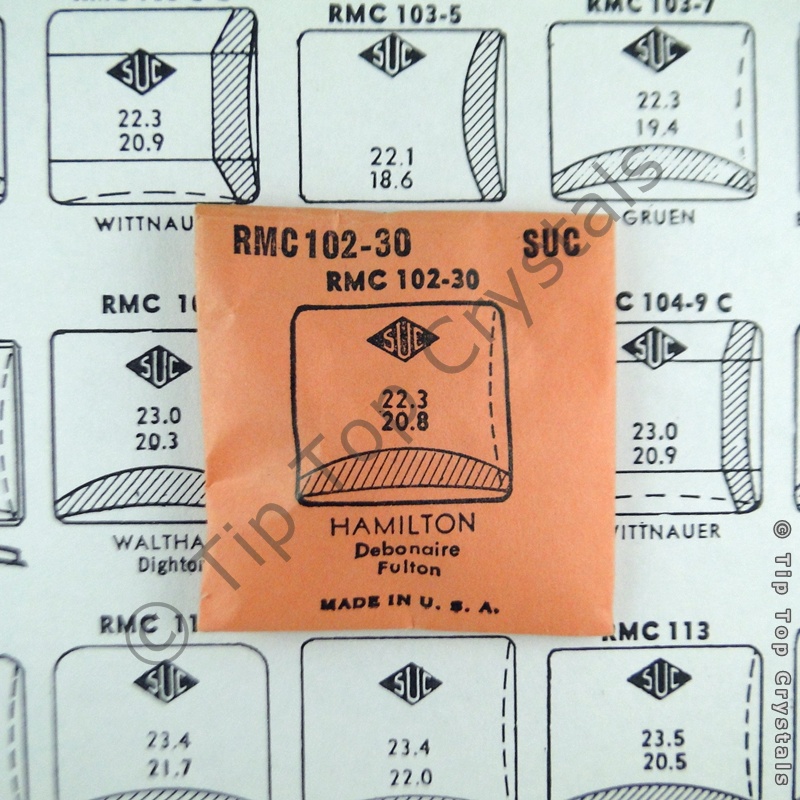 RMC 103-5
RMC 103-7
SUC
22.3
20.9
WITTNAU
SUC
22.1
18.6
SUC
22.3
19.4
GRUEN
RMC 102-30 SUC
RMC 102-30
SUC
22.3
20.8
HAMILTON
Debonaire
Fulton
MADE IN U. S. A.
RMC 10
SUC
23.0
20.3
WALTHA
Dighton
C 104-9 C
SUC
23.0
20.9
WITTNAUER
RMC 11
SUC
23.4
21.7
SUC
23.4
22.0
RMC 113
SUC
23.5
20.5
© Tip Top Crystals
© Tip Top Crystals